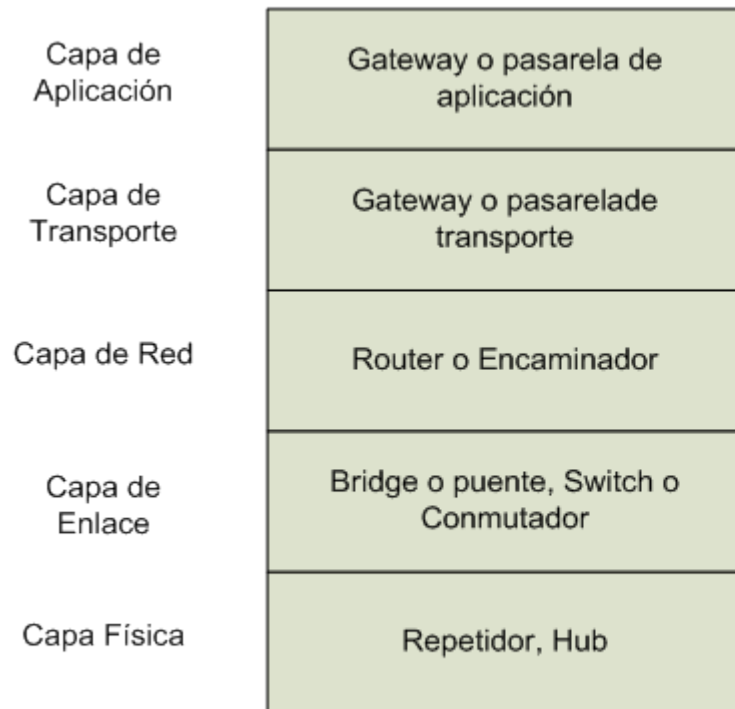 Capa de
Aplicación
Gateway o pasarela de
aplicación
Capa de
Transporte
Gateway o pasarelade
transporte
Capa de Red
Router o Encaminador
Capa de
Enlace
Bridge o puente, Switch o
Conmutador
Capa Física
Repetidor, Hub